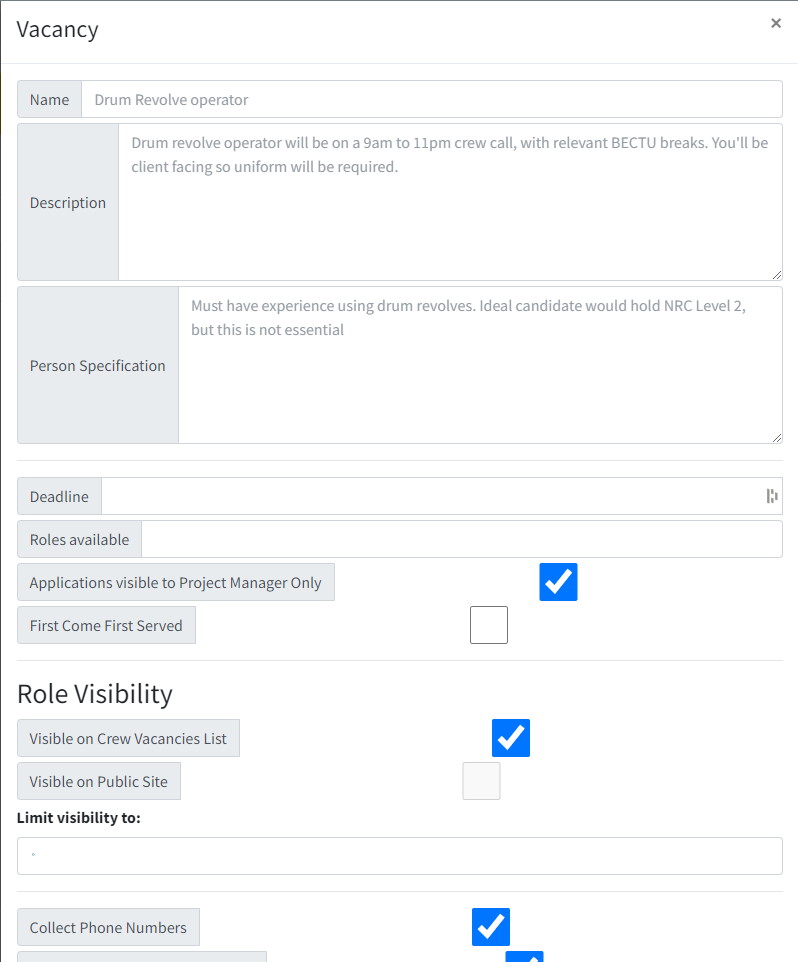 Vacancy
×
Name
Drum Revolve operator
Description
Drum revolve operator will be on a 9am to 11pm crew call, with relevant BECTU breaks. You'll be
client facing so uniform will be required.
Person Specification
Must have experience using drum revolves. Ideal candidate would hold NRC Level 2,
but this is not essential
Deadline
Roles available
Applications visible to Project Manager Only
First Come First Served
Role Visibility
Visible on Crew Vacancies List
Visible on Public Site
Limit visibility to:
Collect Phone Numbers